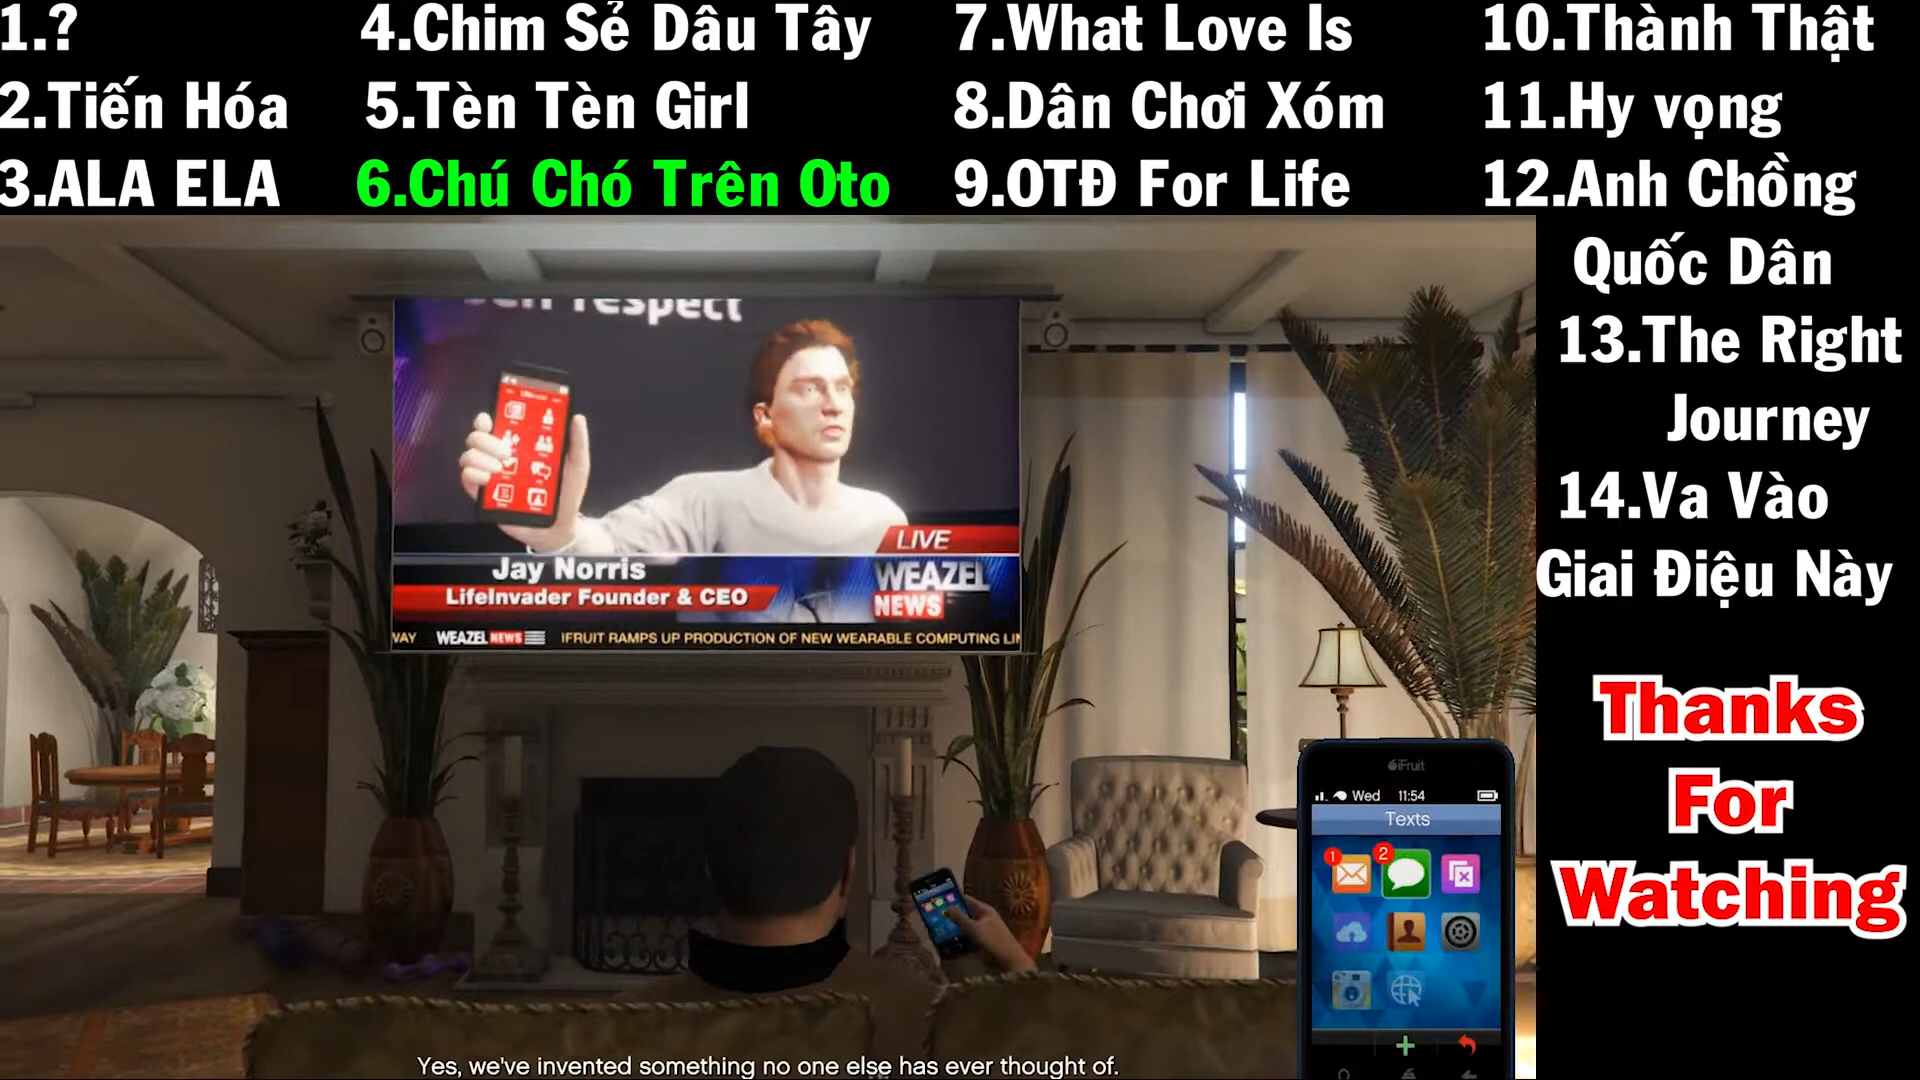 1.?
2.Tiến Hóa
3.ALA ELA
4.Chim Sẻ Dâu Tây
5.Tèn Tèn Girl
6.Chú Chó Trên Oto
7.What Love Is
8.Dân Chơi Xóm
9.OTĐ For Life
10.Thành Thật
11.Hy vọng
12.Anh Chồng
Quốc Dân
13.The Right
Journey
14.Va Vào
Giai Điệu Này
Thanks
For
Watching
respect
LIVE
Jay Norris
LifeInvader Founder & CEO
WEAZEL
NEWS
WAY WEAZEL NEWS IFRUIT RAMPS UP PRODUCTION OF NEW WEARABLE COMPUTING
iFruit
Wed 11:54
Texts
1
2
Yes, we've invented something no one else has ever thought of.